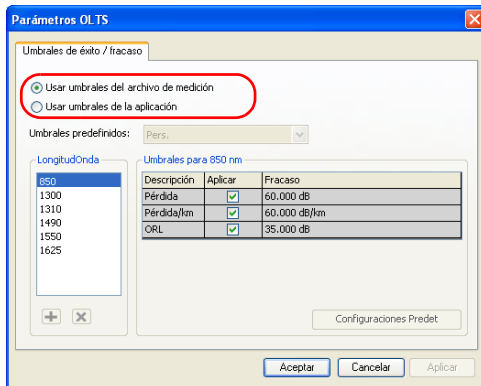 Parámetros OLTS
Umbrales de éxito / fracaso
Usar umbrales del archivo de medición
Usar umbrales de la aplicación
Umbrales predefinidos: Pers.
LongitudOnda
850
1300
1310
1490
1550
1625
Umbrales para 850 nm
Descripción Aplicar Fracaso
Pérdida 60.000 dB
Pérdida/km 60.000 dB/km
ORL 35.000 dB
Configuraciones Predet
Aceptar Cancelar Aplicar